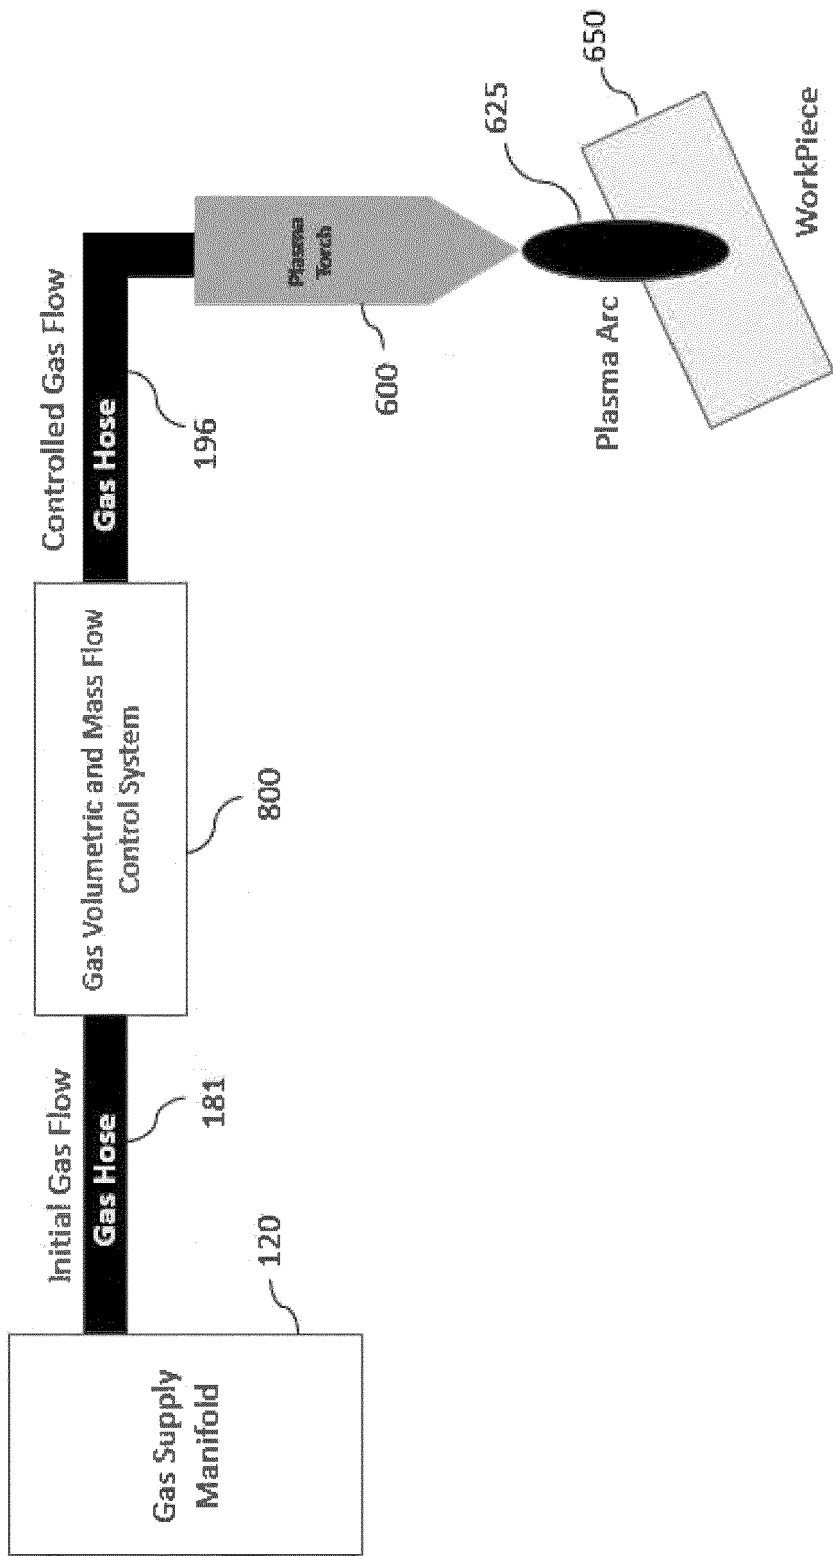 Gas Supply
Manifold
120
Initial Gas Flow
Gas Hose
181
Gas Volumetric and Mass Flow
Control System
800
Controlled Gas Flow
Gas Hose
196
Plasma
Torch
600
Plasma Arc
625
650
WorkPiece